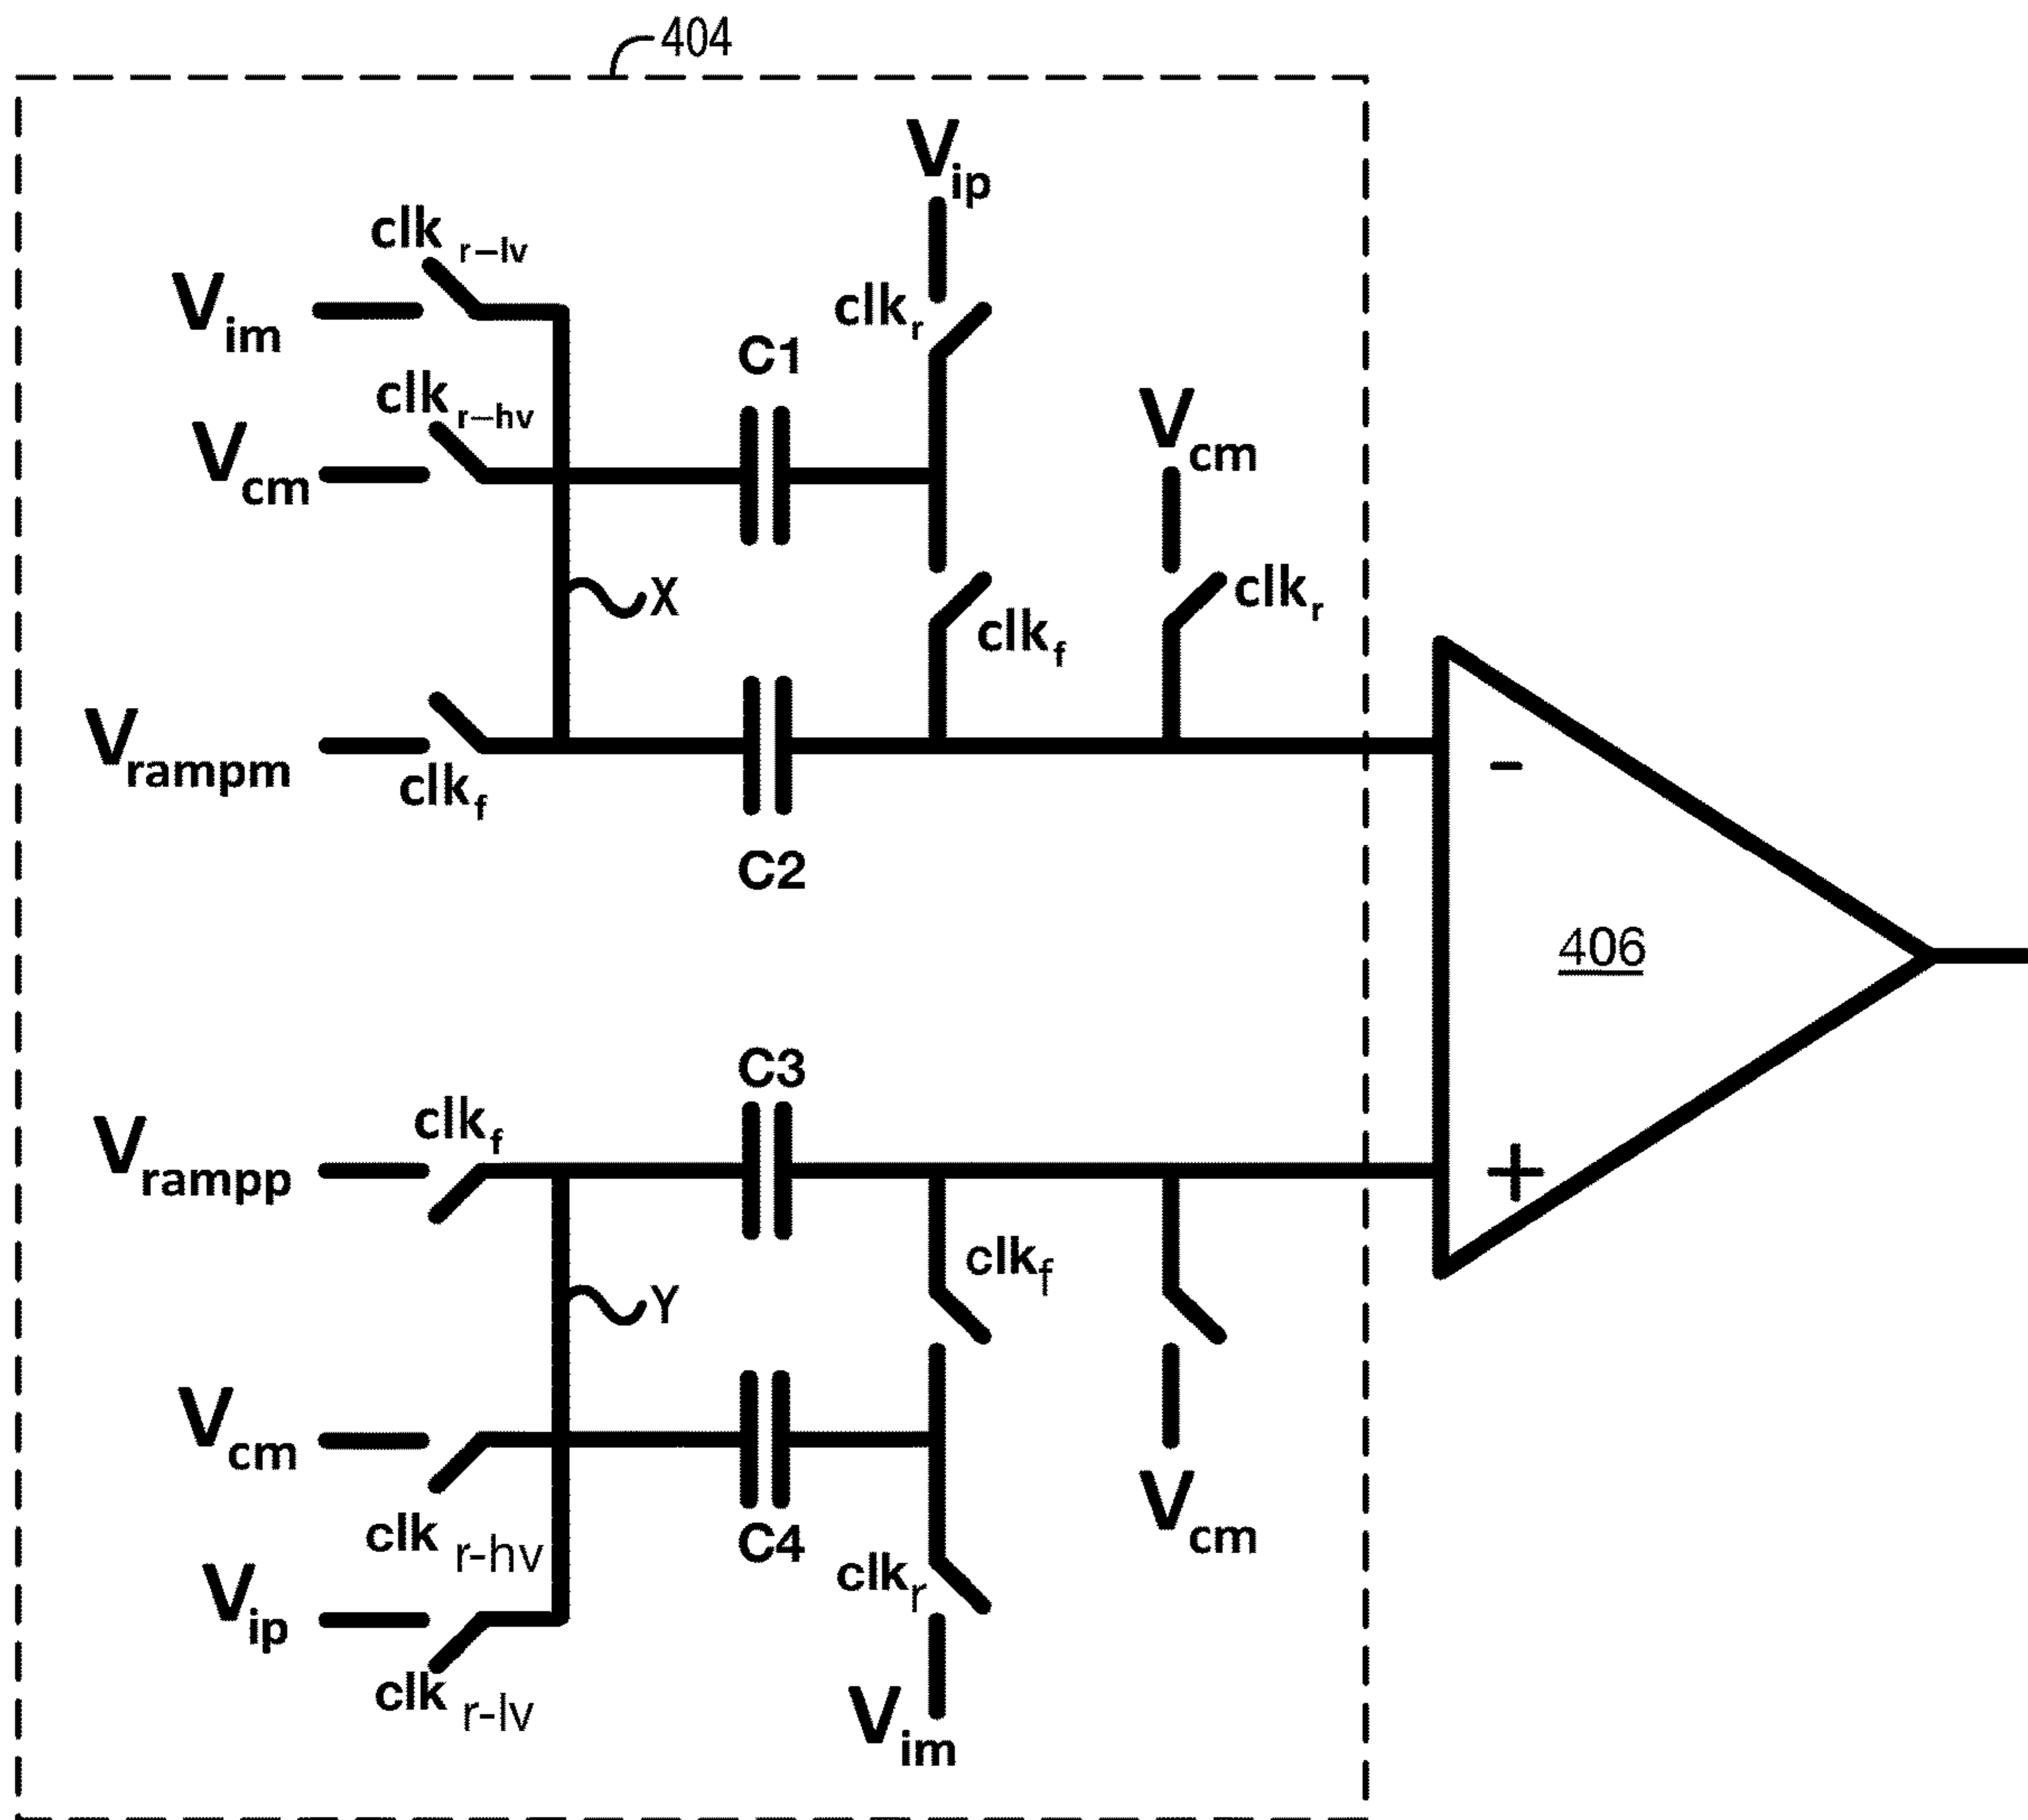 404
Vip
clk r-lv
Vim
clkr
C1
clk r-hv
Vcm
Vcm
X
clkr
clkf
Vrampm
clkf
C2
-
406
C3
clkf
Vrampp
+
clkf
Y
Vcm
clk r-hv
C4
Vcm
clkr
Vip
clk r-lv
Vim